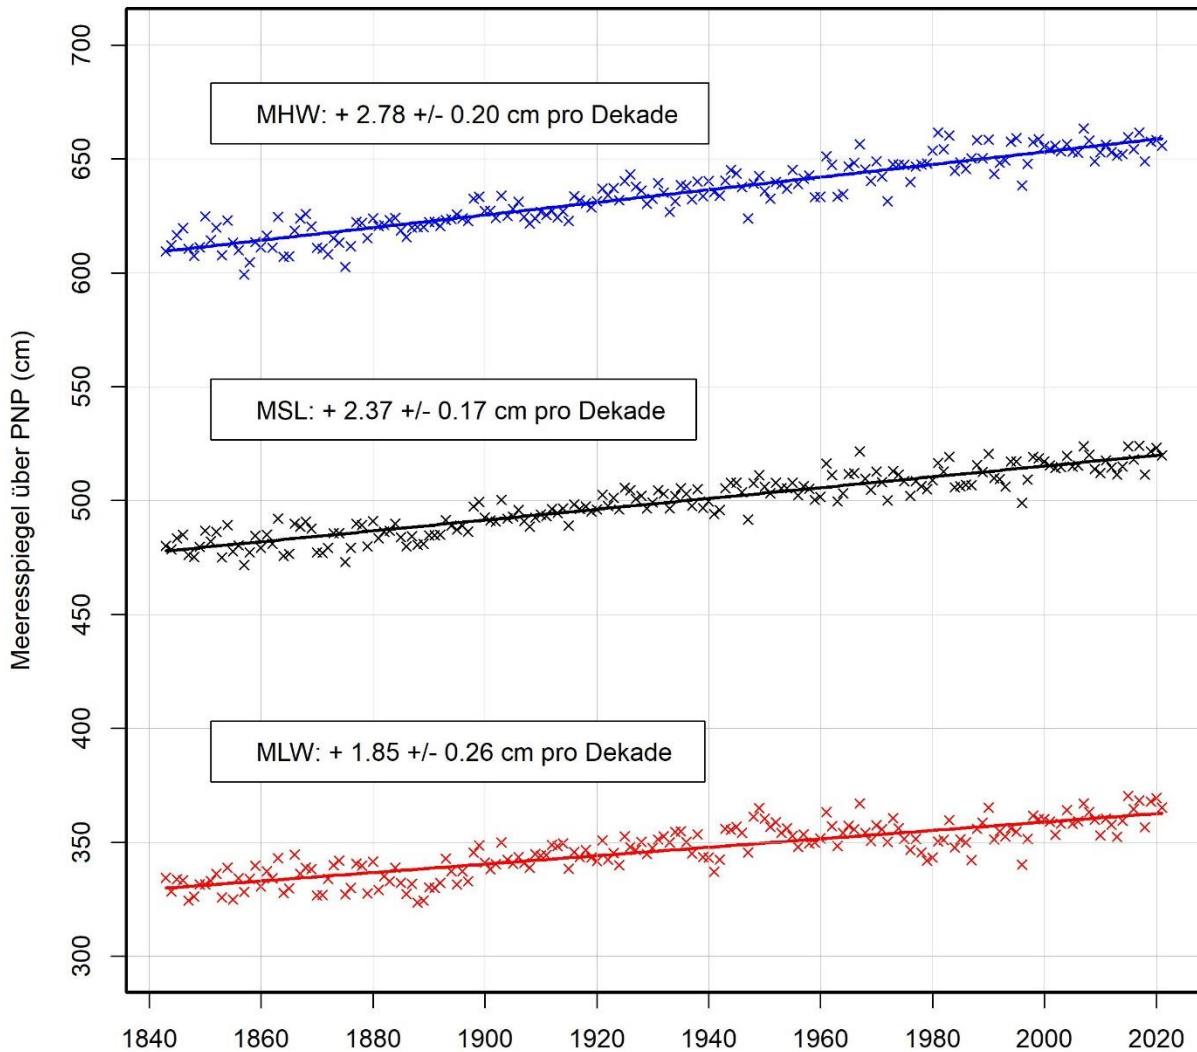 Meeresspiegel über PNP (cm)
700
650
600
550
500
450
400
350
300
MHW: + 2.78 +/- 0.20 cm pro Dekade
MSL: + 2.37 +/- 0.17 cm pro Dekade
MLW: + 1.85 +/- 0.26 cm pro Dekade
1840 1860 1880 1900 1920 1940 1960 1980 2000 2020